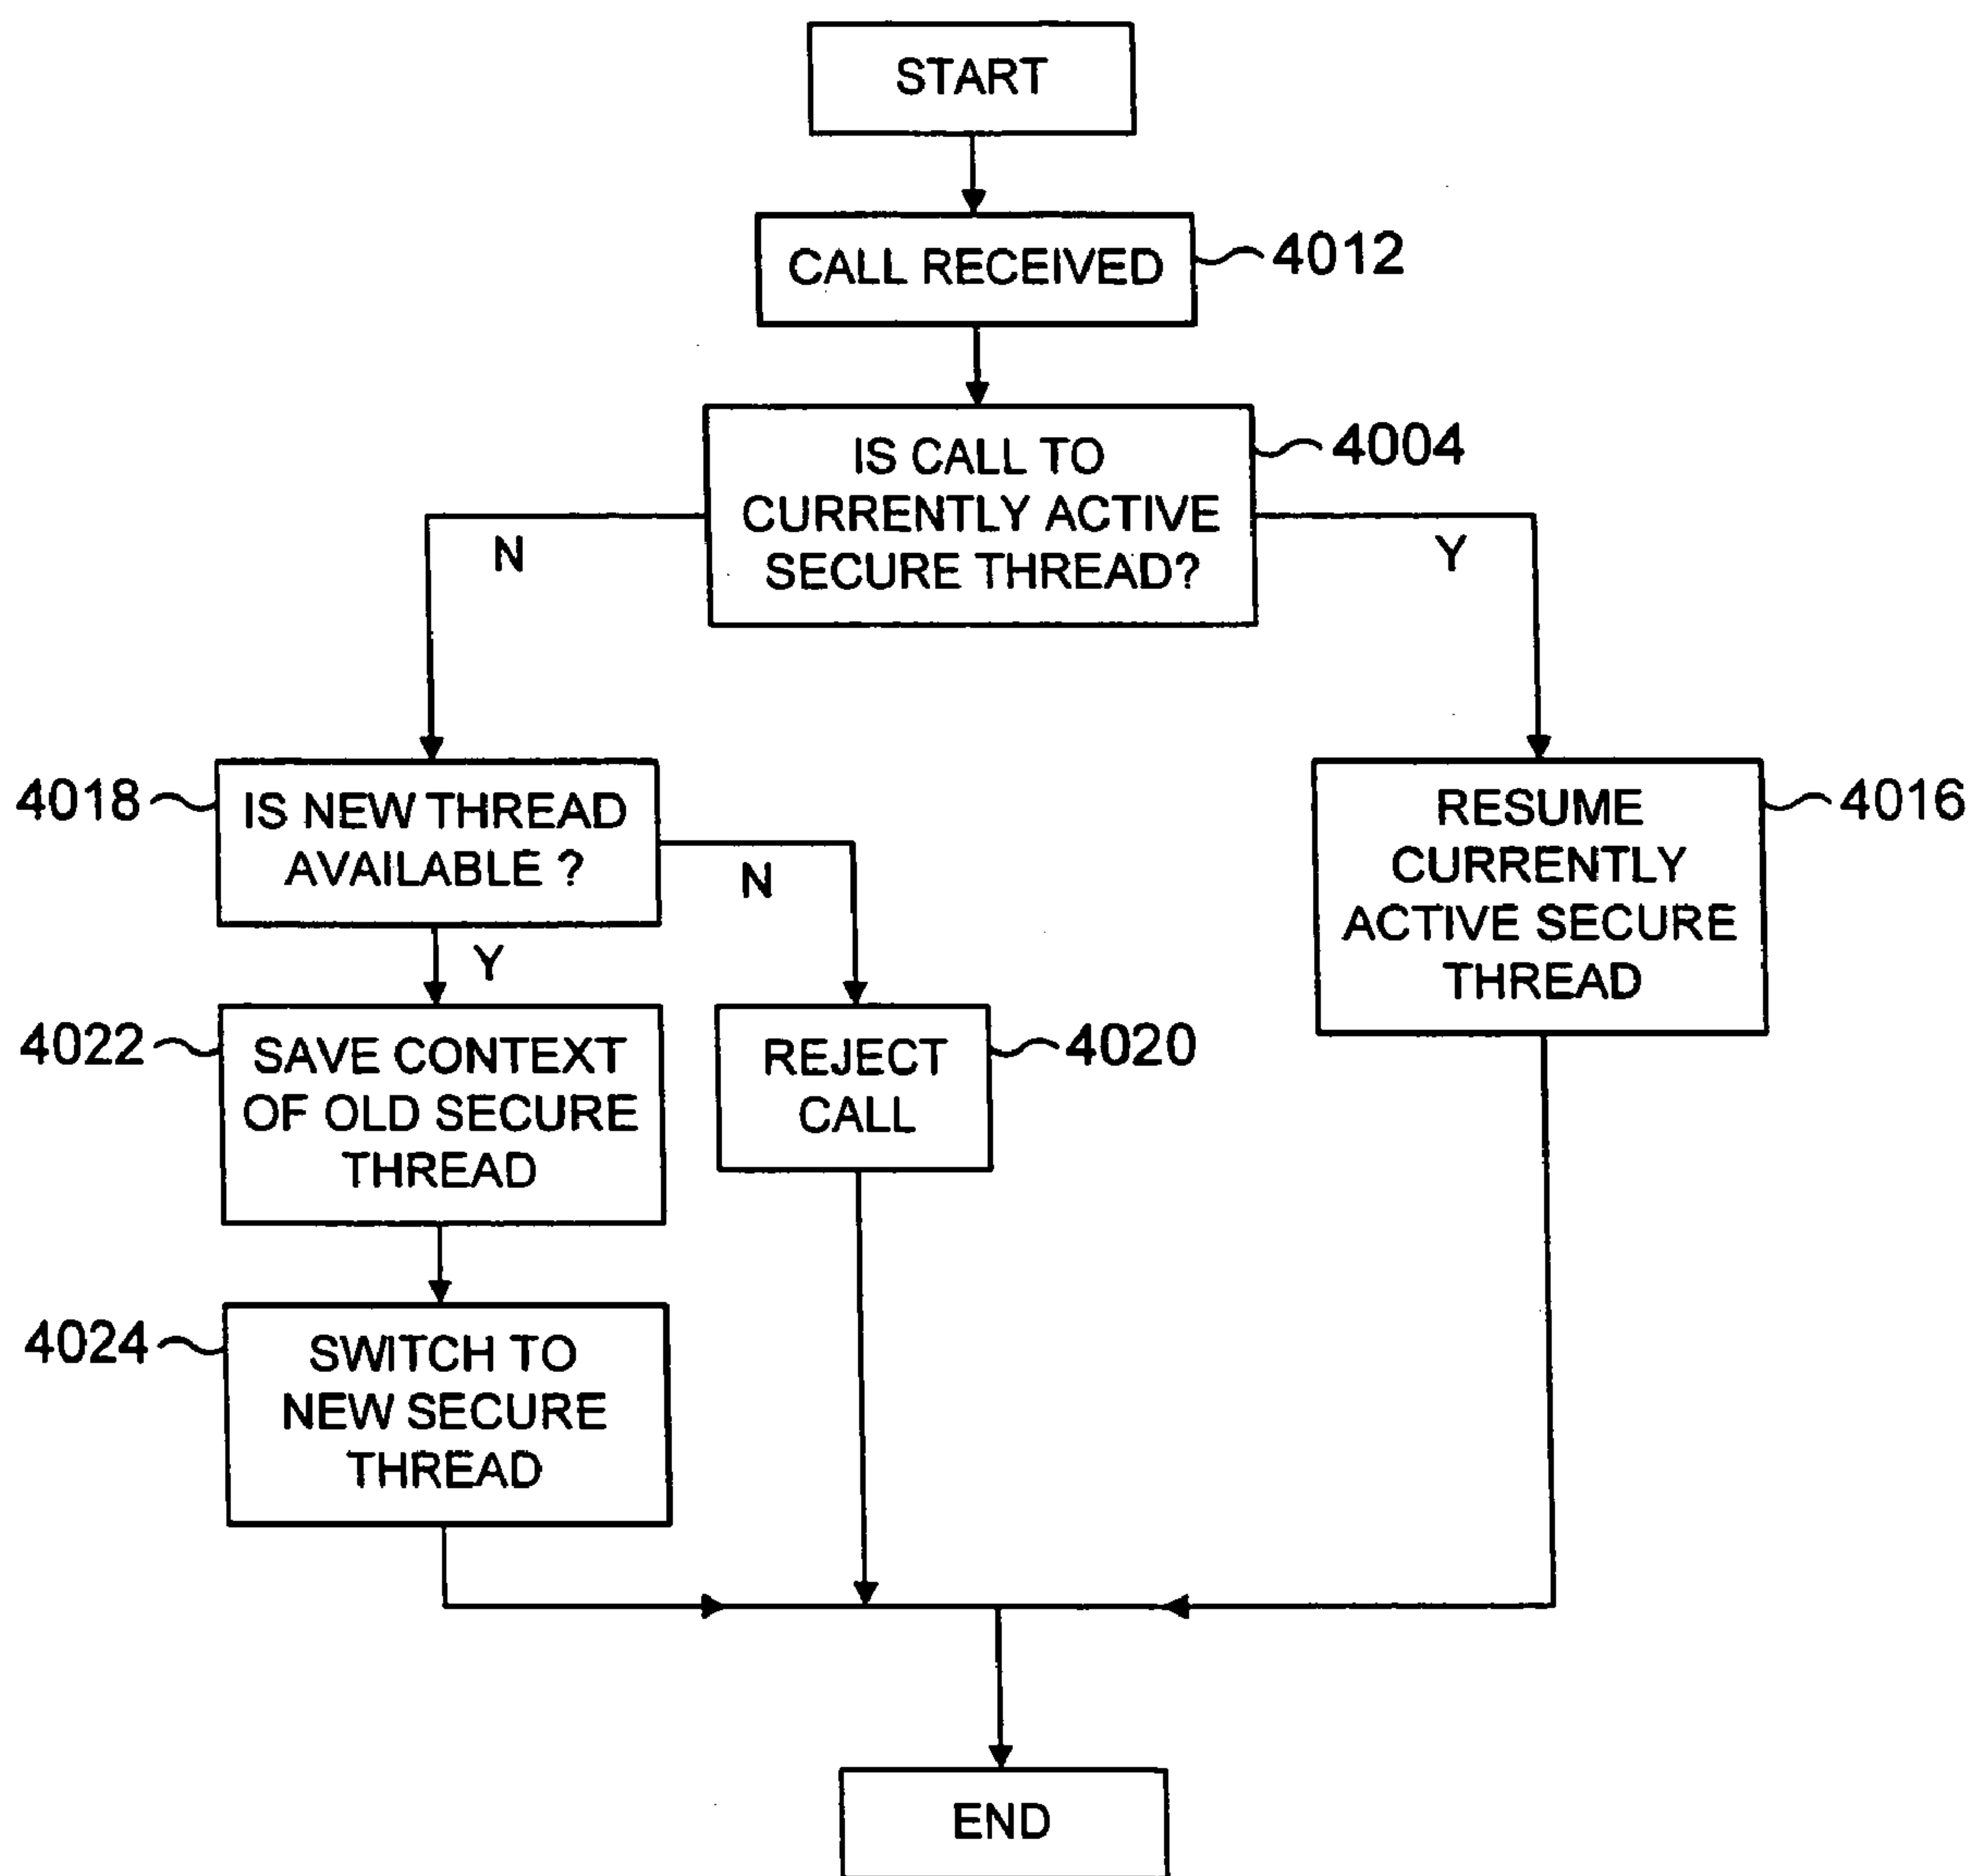 START
CALL RECEIVED
4012
IS CALL TO
CURRENTLY ACTIVE
SECURE THREAD?
4004
N
Y
4018
IS NEW THREAD
AVAILABLE ?
N
Y
RESUME
CURRENTLY
ACTIVE SECURE
THREAD
4016
4022
SAVE CONTEXT
OF OLD SECURE
THREAD
REJECT
CALL
4020
4024
SWITCH TO
NEW SECURE
THREAD
END